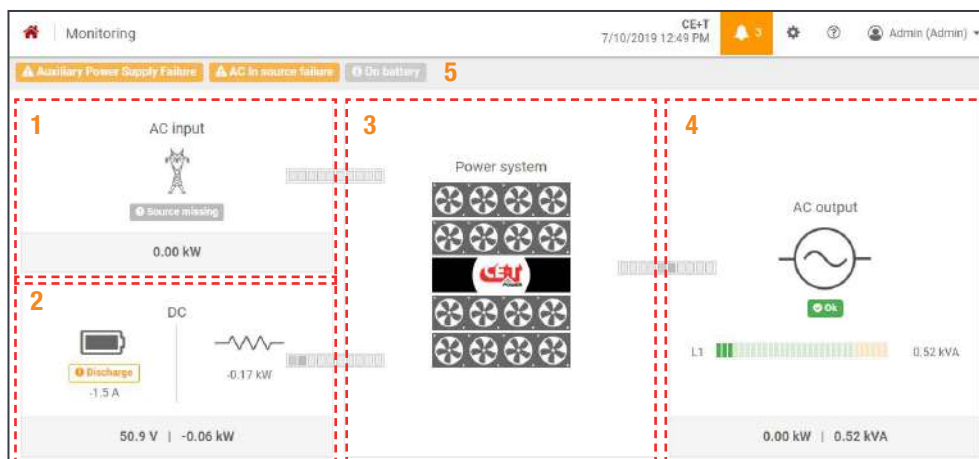 Monitoring
CE+T
7/10/2019 12:49 PM
3
Admin (Admin)
Auxiliary Power Supply Failure
AC In source failure
On battery
5
1
AC input
Source missing
0.00 kW
2
DC
Discharge
-1.5 A
-0.17 kW
50.9 V | -0.06 kW
3
Power system
CE+T
POWER
4
AC output
Ok
L1
0.52 kVA
0.00 kW | 0.52 kVA